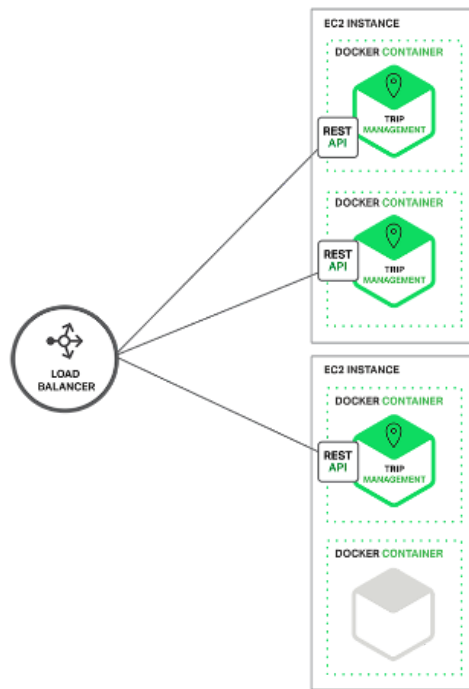 EC2 INSTANCE
DOCKER CONTAINER
TRIP
MANAGEMENT
REST
API
DOCKER CONTAINER
TRIP
MANAGEMENT
REST
API
LOAD
BALANCER
EC2 INSTANCE
DOCKER CONTAINER
TRIP
MANAGEMENT
REST
API
DOCKER CONTAINER